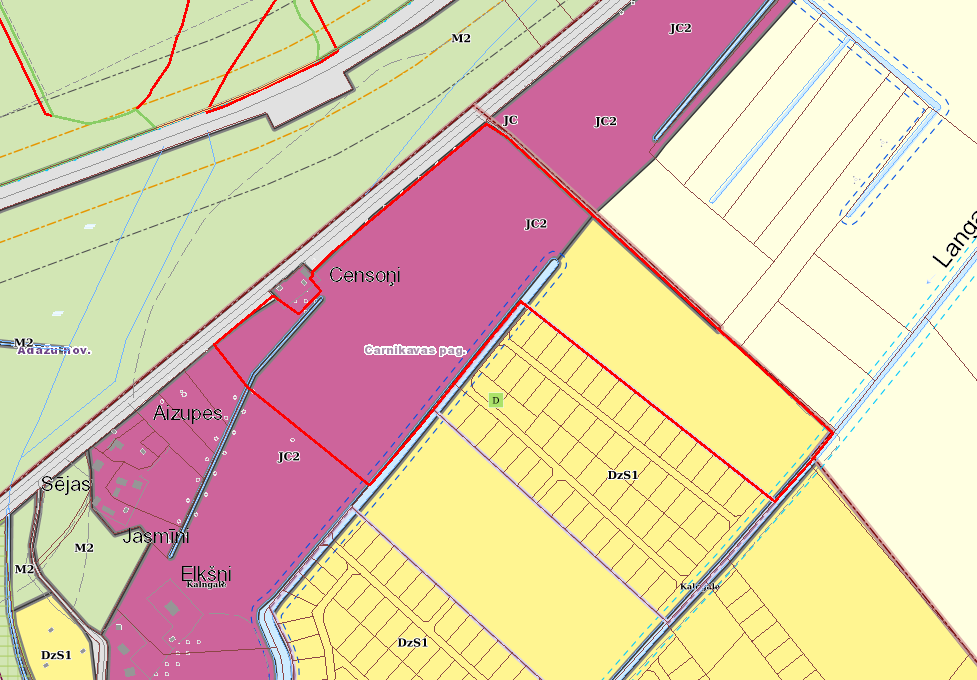 JC2
M2
JC
JC2
JC2
Censoņi
M2
Carnikavas pag.
Ādažu nov.
D
Aizupes
JC2
DzS1
Sējas
Jasmīni
M2
M2
Elkšņi
Kalngale
Kalngale
DzS1
DzS1